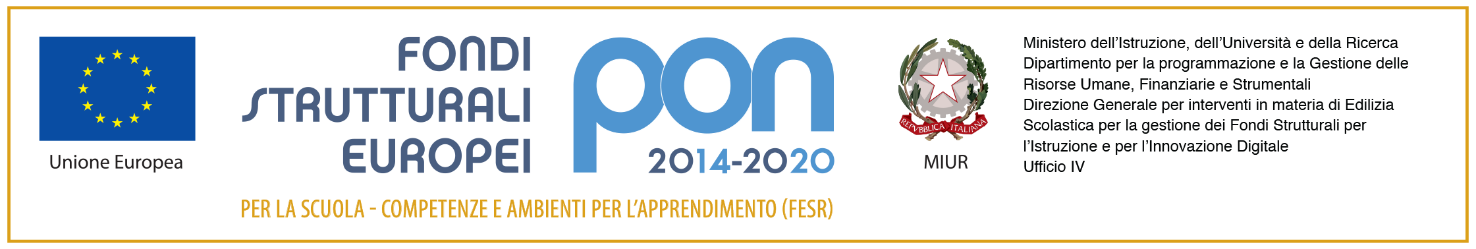 Unione Europea
FONDI
STRUTTURALI
EUROPEI
pon
2014-2020
PER LA SCUOLA - COMPETENZE E AMBIENTI PER L'APPRENDIMENTO (FESR)
REPVBBLICA ITALIANA
MIUR
Ministero dell'Istruzione, dell'Università e della Ricerca
Dipartimento per la programmazione e la Gestione delle
Risorse Umane, Finanziarie e Strumentali
Direzione Generale per interventi in materia di Edilizia
Scolastica per la gestione dei Fondi Strutturali per
l'Istruzione e per l'Innovazione Digitale
Ufficio IV